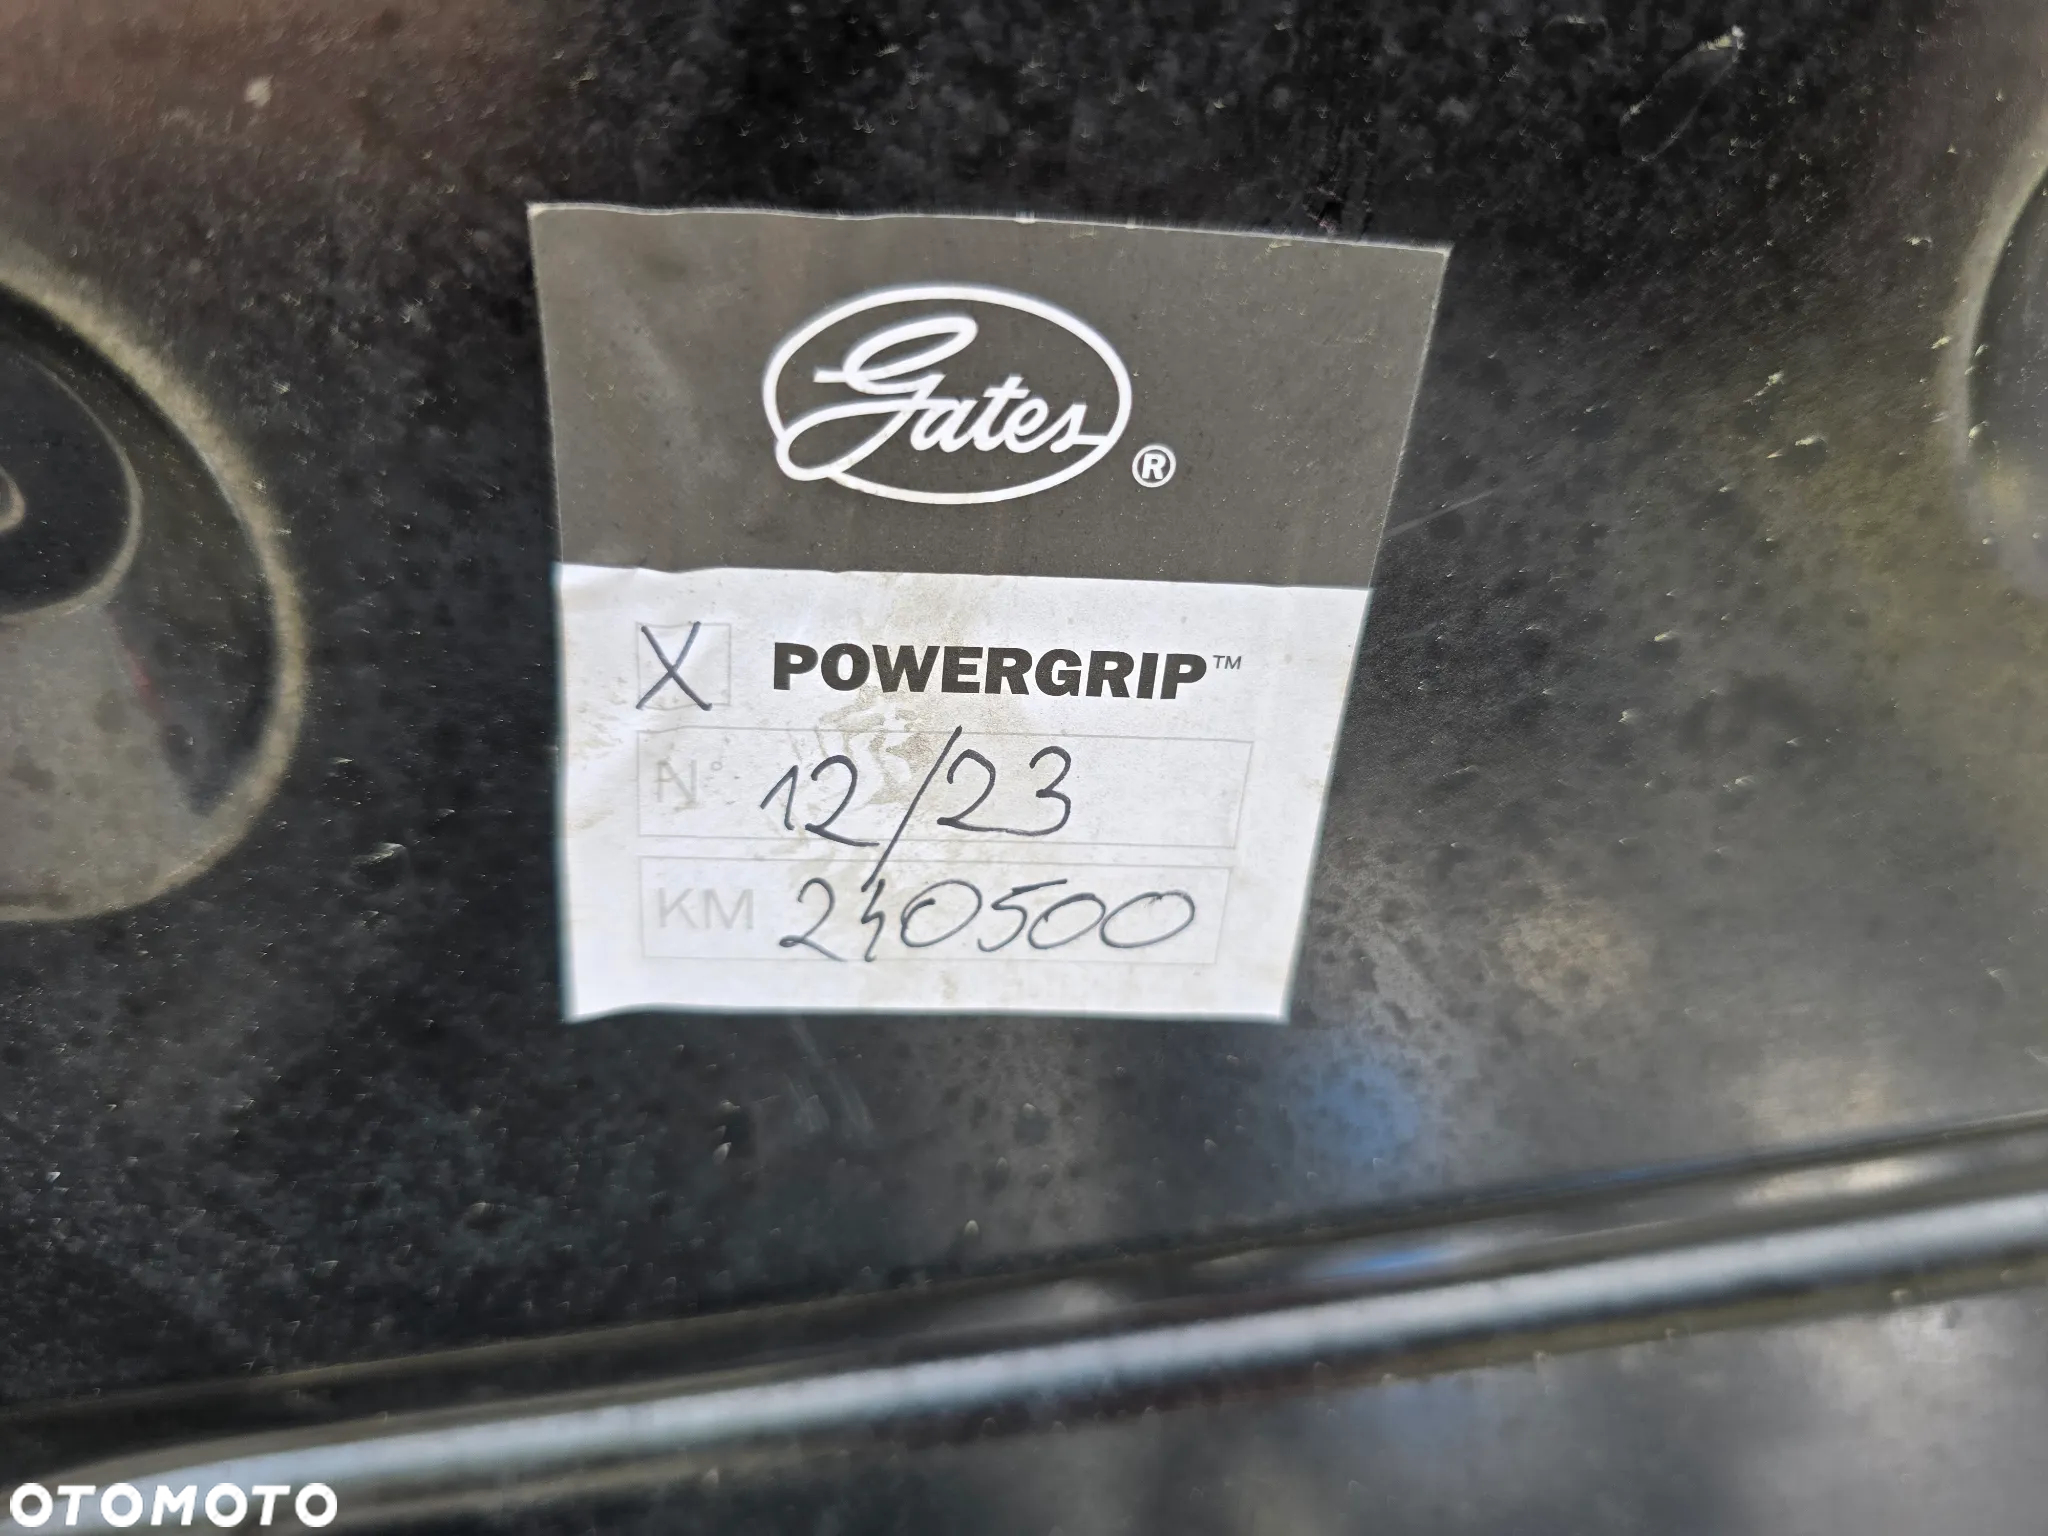 Gates®
X POWERGRIP™
N° 12/23
KM 240500
OTOMOTO